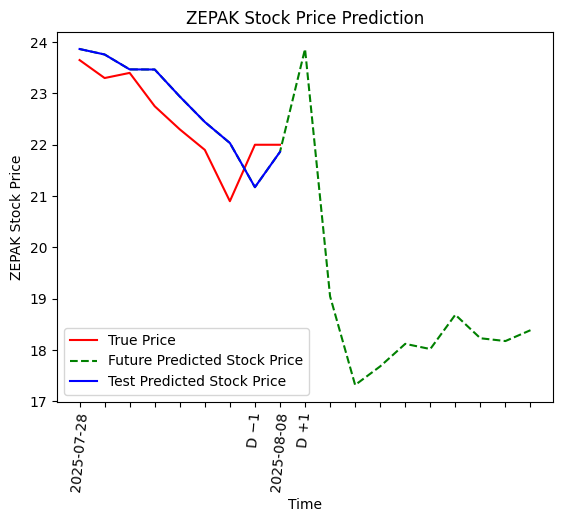 ZEPAK Stock Price Prediction
ZEPAK Stock Price
24
23
22
21
20
19
18
17
True Price
Future Predicted Stock Price
Test Predicted Stock Price
2025-07-28
D −1
2025-08-08
D +1
Time